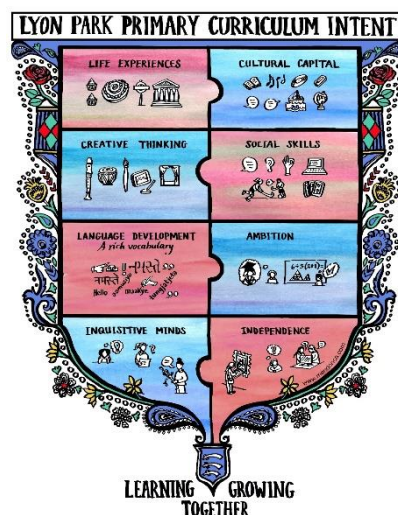 LYON PARK PRIMARY CURRICULUM INTENT
LIFE EXPERIENCES
CULTURAL CAPITAL
CREATIVE THINKING
SOCIAL SKILLS
LANGUAGE DEVELOPMENT
A rich vocabulary
नमस्ते
Hello
AMBITION
INQUISITIVE MINDS
INDEPENDENCE
LEARNING GROWING
TOGETHER